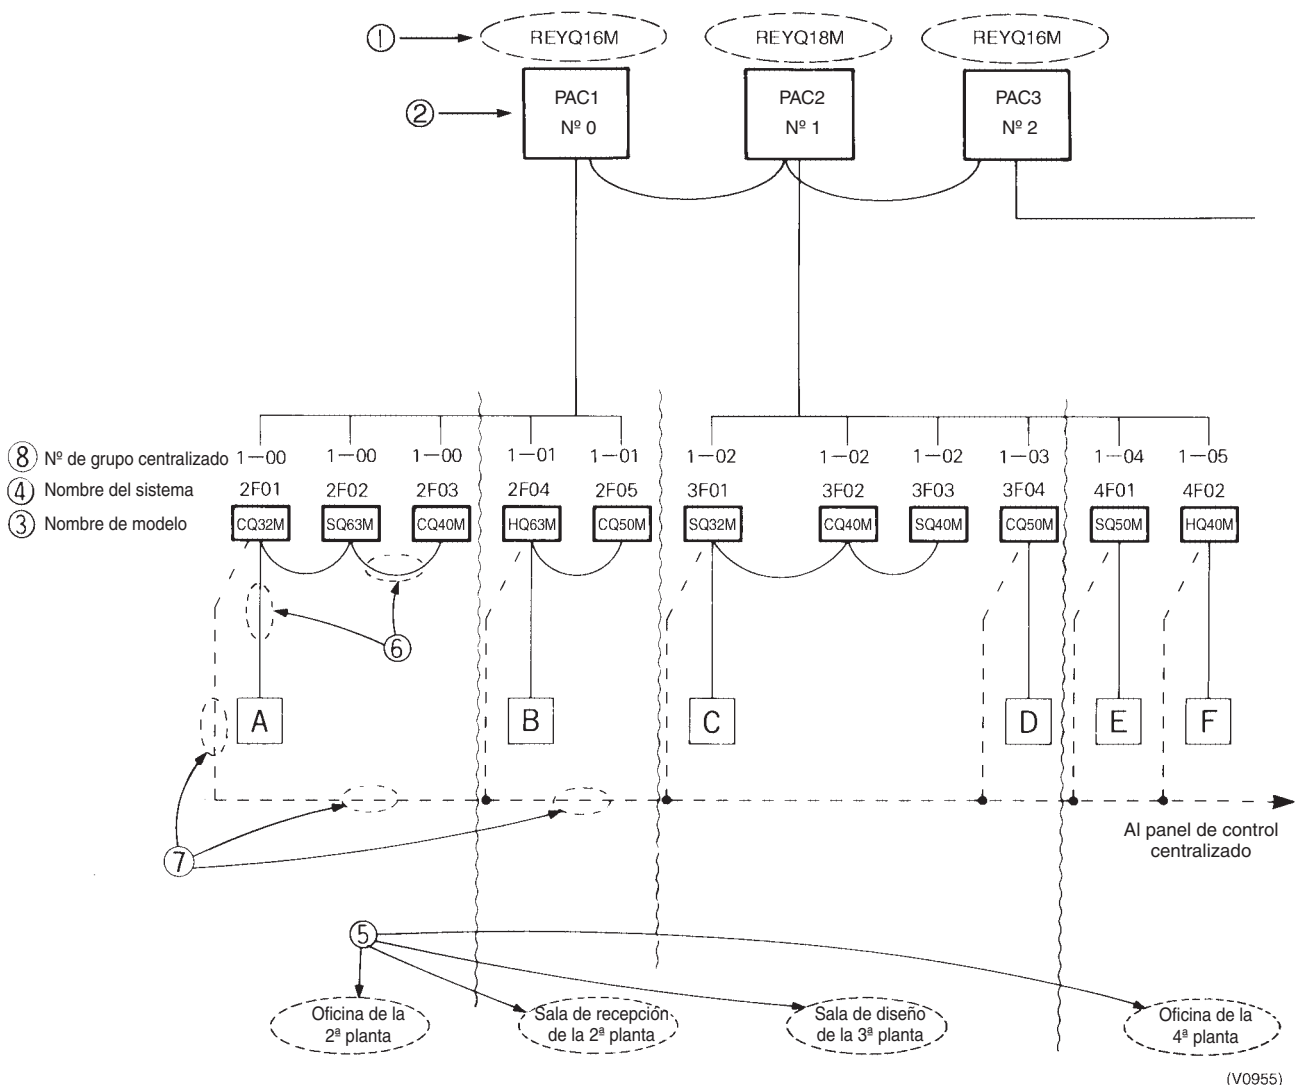 ① REYQ16M REYQ18M REYQ16M
② PAC1 PAC2 PAC3
Nº 0 Nº 1 Nº 2
⑧ Nº de grupo centralizado 1—00 1—00 1—00 1—01 1—01 1—02 1—02 1—02 1—03 1—04 1—05
④ Nombre del sistema 2F01 2F02 2F03 2F04 2F05 3F01 3F02 3F03 3F04 4F01 4F02
③ Nombre de modelo CQ32M SQ63M CQ40M HQ63M CQ50M SQ32M CQ40M SQ40M CQ50M SQ50M HQ40M
⑥
A B C D E F
Al panel de control
centralizado
⑦
⑤
Oficina de la
2ª planta
Sala de recepción
de la 2ª planta
Sala de diseño
de la 3ª planta
Oficina de la
4ª planta
(V0955)